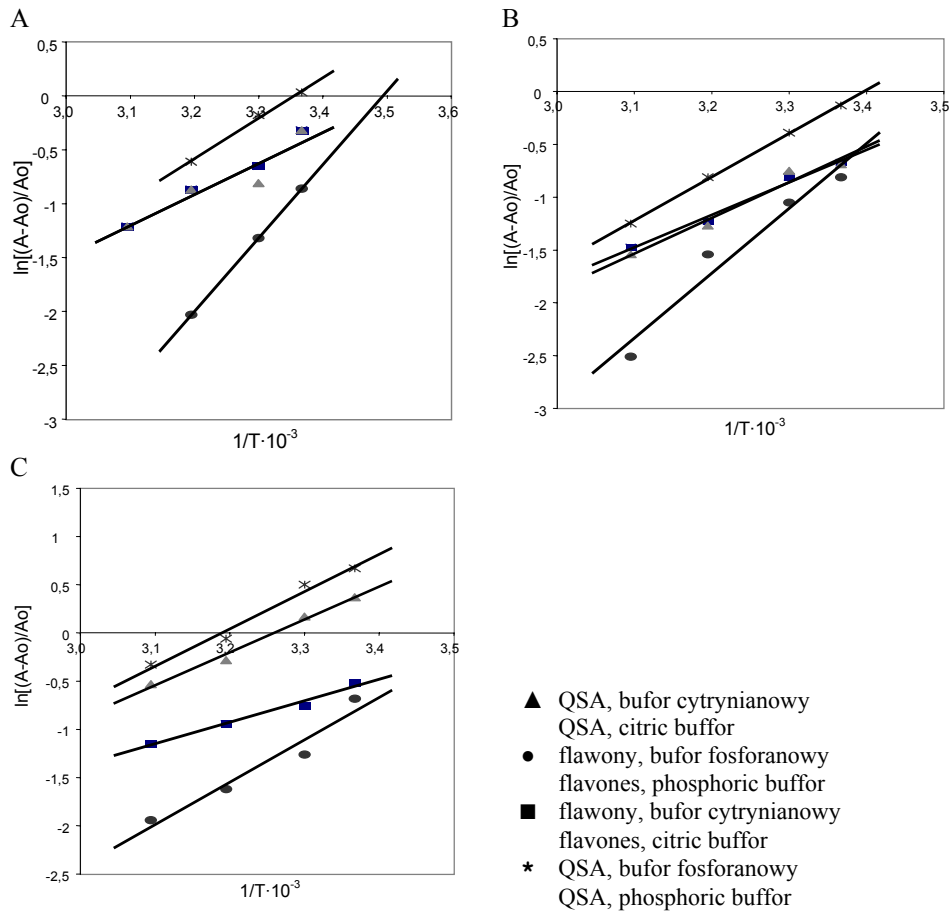 A
0,5
0
3,0
3,1
3,2
3,3
3,4
3,5
3,6
-0,5
-1
-1,5
-2
-2,5
-3
ln[(A-Ao)/Ao]
1/T·10-3
B
0,5
0
3,0
3,1
3,2
3,3
3,4
3,5
-0,5
-1
-1,5
-2
-2,5
-3
ln[(A-Ao)/Ao]
1/T·10-3
C
1,5
1
0,5
0
3,0
3,1
3,2
3,3
3,4
3,5
-0,5
-1
-1,5
-2
-2,5
ln[(A-Ao)/Ao]
1/T·10-3
QSA, bufor cytrynianowy
QSA, citric buffor
flawony, bufor fosforanowy
flavones, phosphoric buffor
flawony, bufor cytrynianowy
flavones, citric buffor
QSA, bufor fosforanowy
QSA, phosphoric buffor